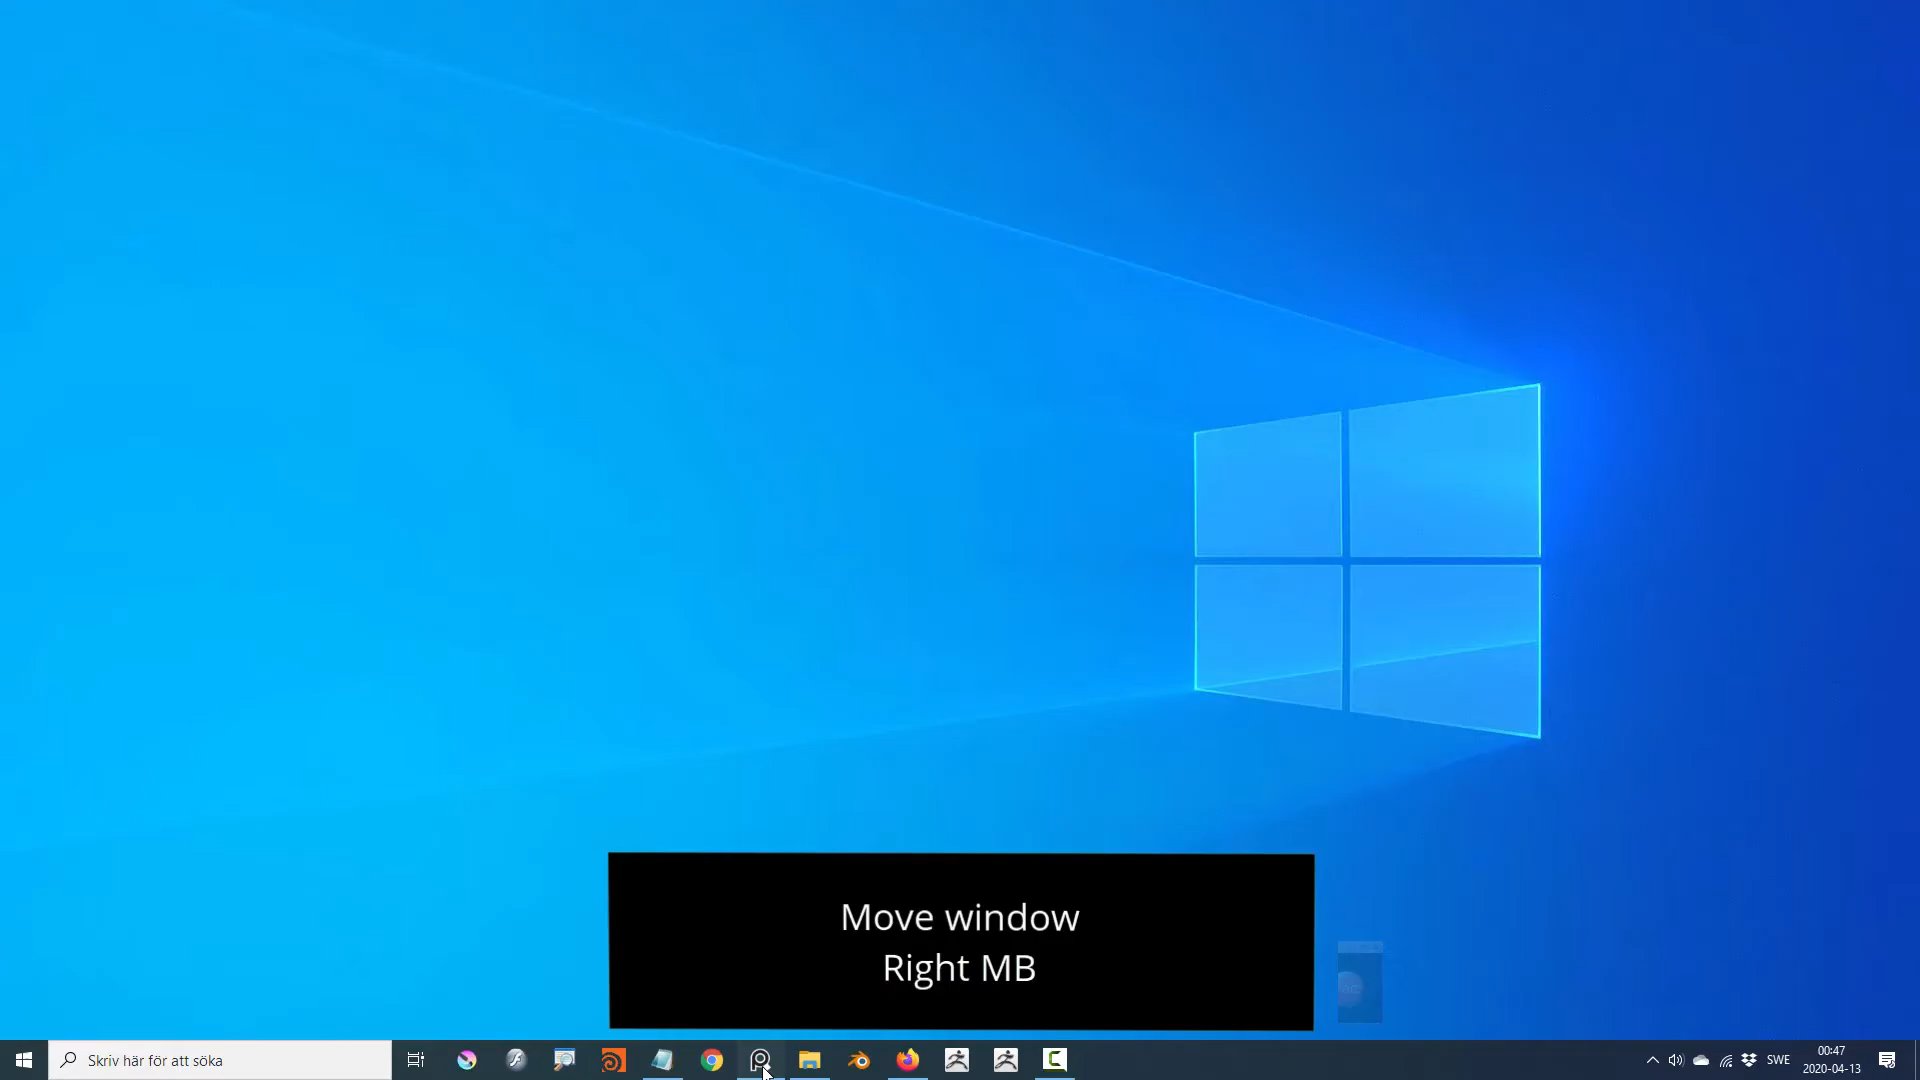 Move window
Right MB
Skriv här för att söka
SWE
00:47
2020-04-13